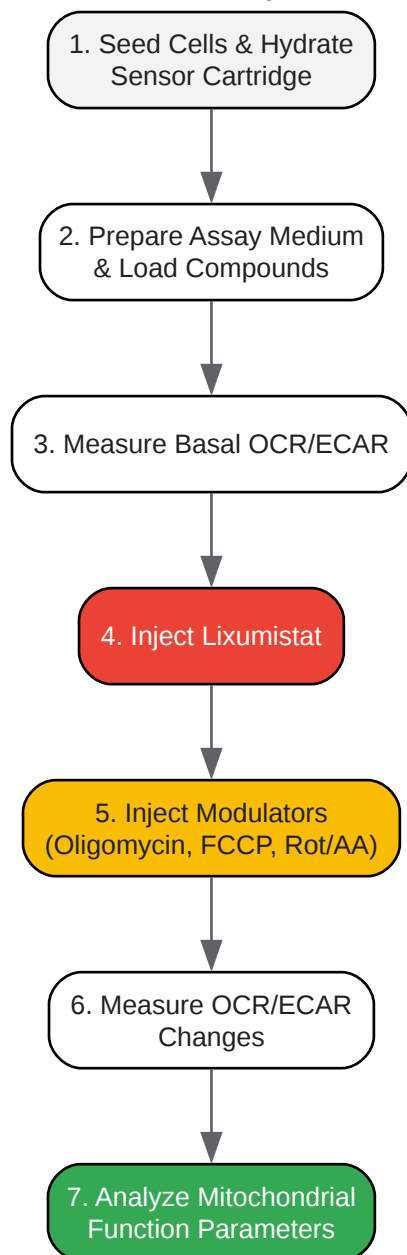 1. Seed Cells & Hydrate
Sensor Cartridge
2. Prepare Assay Medium
& Load Compounds
3. Measure Basal OCR/ECAR
4. Inject Lixumistat
5. Inject Modulators
(Oligomycin, FCCP, Rot/AA)
6. Measure OCR/ECAR
Changes
7. Analyze Mitochondrial
Function Parameters